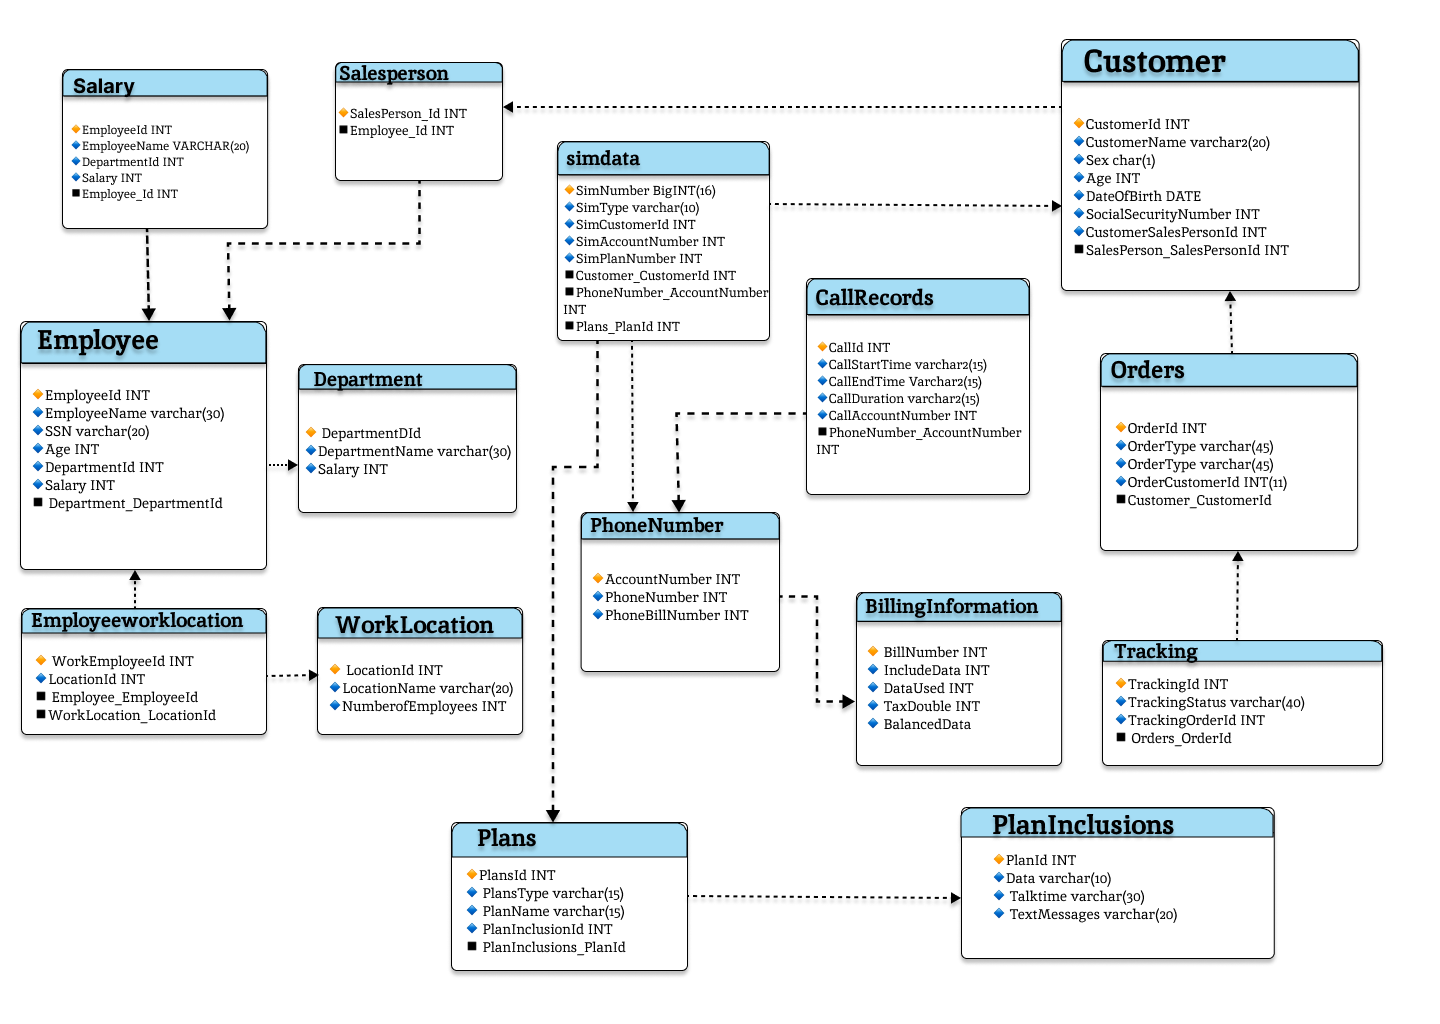 Salary
EmployeeId INT
EmployeeName VARCHAR(20)
DepartmentId INT
Salary INT
Employee_Id INT
Salesperson
SalesPerson_Id INT
Employee_Id INT
simdata
SimNumber BigINT(16)
SimType varchar(10)
SimCustomerId INT
SimAccountNumber INT
SimPlanNumber INT
Customer_CustomerId INT
PhoneNumber_AccountNumber
INT
Plans_PlanId INT
Customer
CustomerId INT
CustomerName varchar2(20)
Sex char(1)
Age INT
DateOfBirth DATE
SocialSecurityNumber INT
CustomerSalesPersonId INT
SalesPerson_SalesPersonId INT
CallRecords
CallId INT
CallStartTime varchar2(15)
CallEndTime Varchar2(15)
CallDuration varchar2(15)
CallAccountNumber INT
PhoneNumber_AccountNumber
INT
Employee
EmployeeId INT
EmployeeName varchar(30)
SSN varchar(20)
Age INT
DepartmentId INT
Salary INT
Department_DepartmentId
Department
DepartmentDId
DepartmentName varchar(30)
Salary INT
Orders
OrderId INT
OrderType varchar(45)
OrderType varchar(45)
OrderCustomerId INT(11)
Customer_CustomerId
PhoneNumber
AccountNumber INT
PhoneNumber INT
PhoneBillNumber INT
Employeeworklocation
WorkEmployeeId INT
LocationId INT
Employee_EmployeeId
WorkLocation_LocationId
WorkLocation
LocationId INT
LocationName varchar(20)
NumberofEmployees INT
BillingInformation
BillNumber INT
IncludeData INT
DataUsed INT
TaxDouble INT
BalancedData
Tracking
TrackingId INT
TrackingStatus varchar(40)
TrackingOrderId INT
Orders_OrderId
Plans
PlansId INT
PlansType varchar(15)
PlanName varchar(15)
PlanInclusionId INT
PlanInclusions_PlanId
PlanInclusions
PlanId INT
Data varchar(10)
Talktime varchar(30)
TextMessages varchar(20)